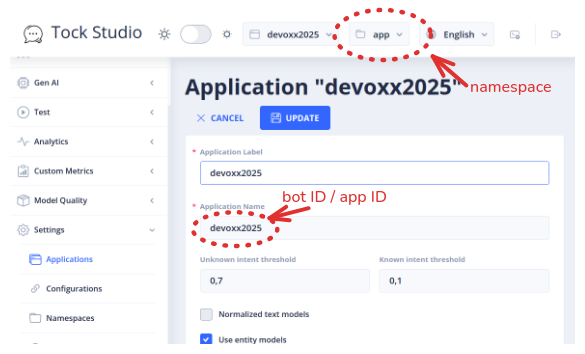 Tock Studio
devoxx2025
app
English
namespace
Gen AI
Test
Analytics
Custom Metrics
Model Quality
Settings
Applications
Configurations
Namespaces
Application "devoxx2025"
CANCEL
UPDATE
* Application Label
devoxx2025
bot ID / app ID
* Application Name
devoxx2025
Unknown intent threshold
Known intent threshold
0,7
0,1
Normalized text models
Use entity models